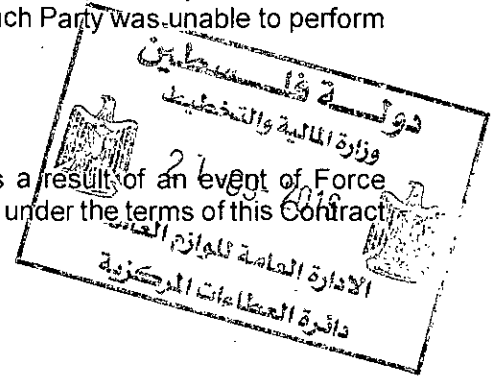 ch Party was unable to perform
دولة فلسطين
وزارة المالية والتخطيط
s a result of an event of Force
under the terms of this Contract
الادارة العامة للوازم العامة
دائرة العطاءات المركزية